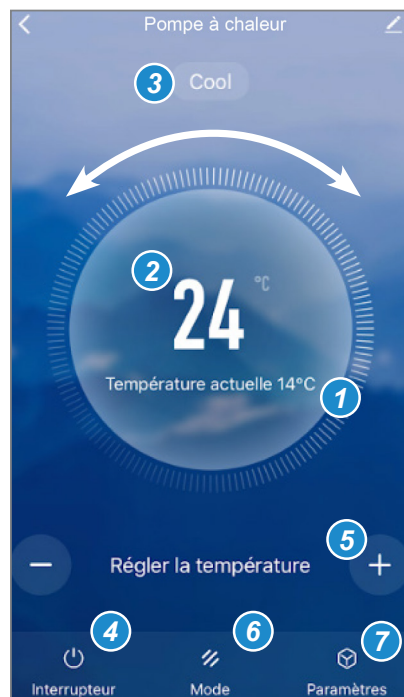 Pompe à chaleur
3 Cool
2 24 °C
Température actuelle 14°C
1
5
− Régler la température +
4 6 7
Interrupteur Mode Paramètres